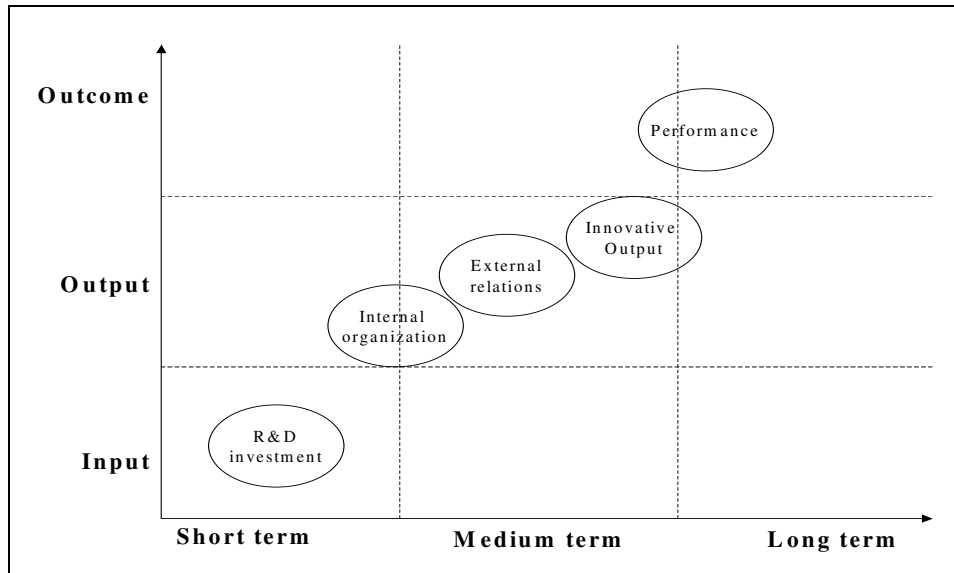 Outcome
Performance
Innovative
Output
External
relations
Output
Internal
organization
R&D
investment
Input
Short term
Medium term
Long term